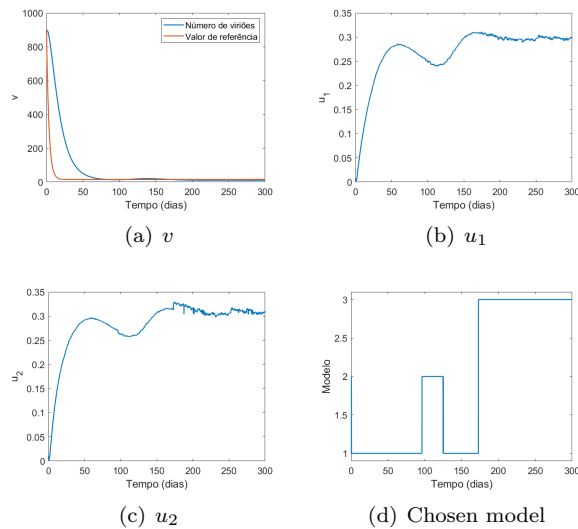 1000
800
600
400
200
0
v
Número de viriões
Valor de referência
0 50 100 150 200 250 300
Tempo (dias)
(a) v
0.35
0.3
0.25
0.2
0.15
0.1
0.05
0
u1
0 50 100 150 200 250 300
Tempo (dias)
(b) u1
0.35
0.3
0.25
0.2
0.15
0.1
0.05
0
u2
0 50 100 150 200 250 300
Tempo (dias)
(c) u2
3
2.5
2
1.5
1
Modelo
0 50 100 150 200 250 300
Tempo (dias)
(d) Chosen model